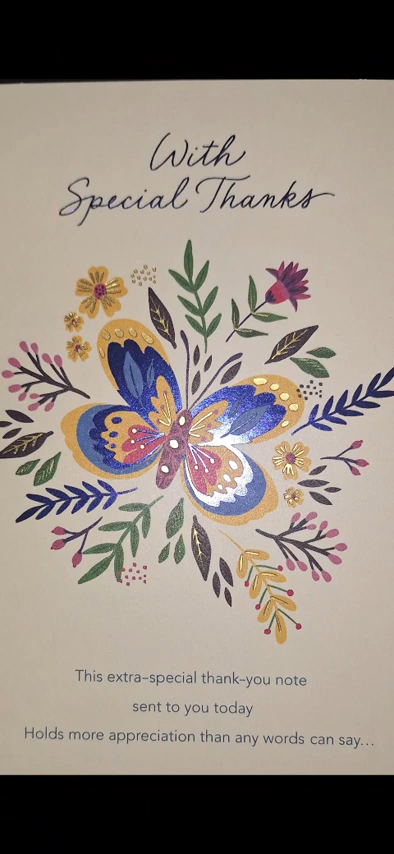 With
Special Thanks
This extra-special thank-you note
sent to you today
Holds more appreciation than any words can say...